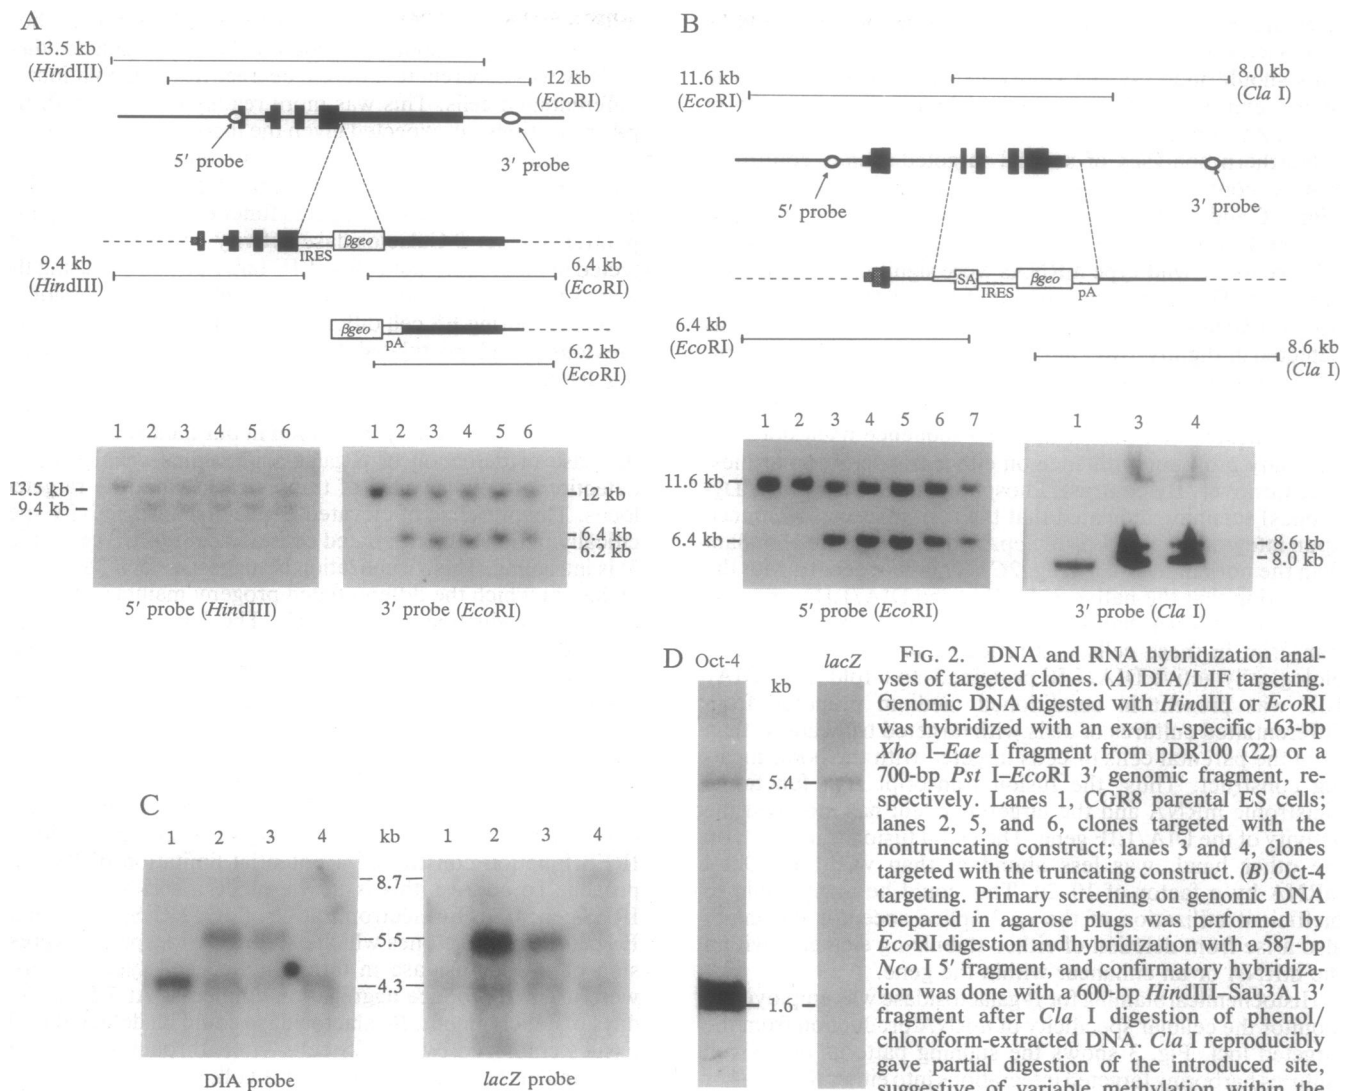 A
13.5 kb
(HindIII)
12 kb
(EcoRI)
5′ probe
3′ probe
IRES
βgeo
9.4 kb
(HindIII)
6.4 kb
(EcoRI)
βgeo
pA
6.2 kb
(EcoRI)
1 2 3 4 5 6
1 2 3 4 5 6
13.5 kb
9.4 kb
12 kb
6.4 kb
6.2 kb
5′ probe (HindIII)
3′ probe (EcoRI)
B
11.6 kb
(EcoRI)
8.0 kb
(Cla I)
5′ probe
3′ probe
SA
IRES
βgeo
pA
6.4 kb
(EcoRI)
8.6 kb
(Cla I)
1 2 3 4 5 6 7
1 3 4
11.6 kb
6.4 kb
8.6 kb
8.0 kb
5′ probe (EcoRI)
3′ probe (Cla I)
C
1 2 3 4 kb 1 2 3 4
8.7
5.5
4.3
DIA probe
lacZ probe
D Oct-4 lacZ
kb
5.4
1.6
FIG. 2. DNA and RNA hybridization anal-
yses of targeted clones. (A) DIA/LIF targeting.
Genomic DNA digested with HindIII or EcoRI
was hybridized with an exon 1-specific 163-bp
Xho I–Eae I fragment from pDR100 (22) or a
700-bp Pst I–EcoRI 3′ genomic fragment, re-
spectively. Lanes 1, CGR8 parental ES cells;
lanes 2, 5, and 6, clones targeted with the
nontruncating construct; lanes 3 and 4, clones
targeted with the truncating construct. (B) Oct-4
targeting. Primary screening on genomic DNA
prepared in agarose plugs was performed by
EcoRI digestion and hybridization with a 587-bp
Nco I 5′ fragment, and confirmatory hybridiza-
tion was done with a 600-bp HindIII–Sau3A1 3′
fragment after Cla I digestion of phenol/
chloroform-extracted DNA. Cla I reproducibly
gave partial digestion of the introduced site,
suggestive of variable methylation within the